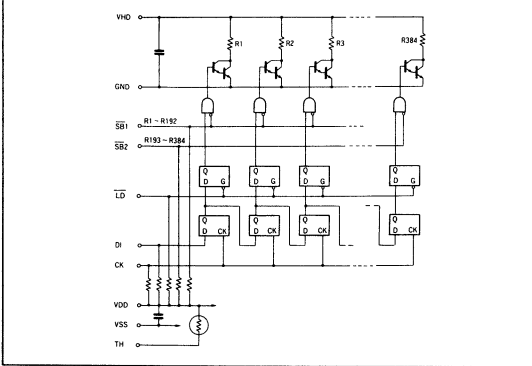 VHD
R1 R2 R3 R384
GND
SB1 R1 ~ R192
SB2 R193 ~ R384
Q Q Q Q
D G D G D G D G
LD
Q Q Q Q
D CK D CK D CK D CK
DI
CK
VDD
VSS
TH